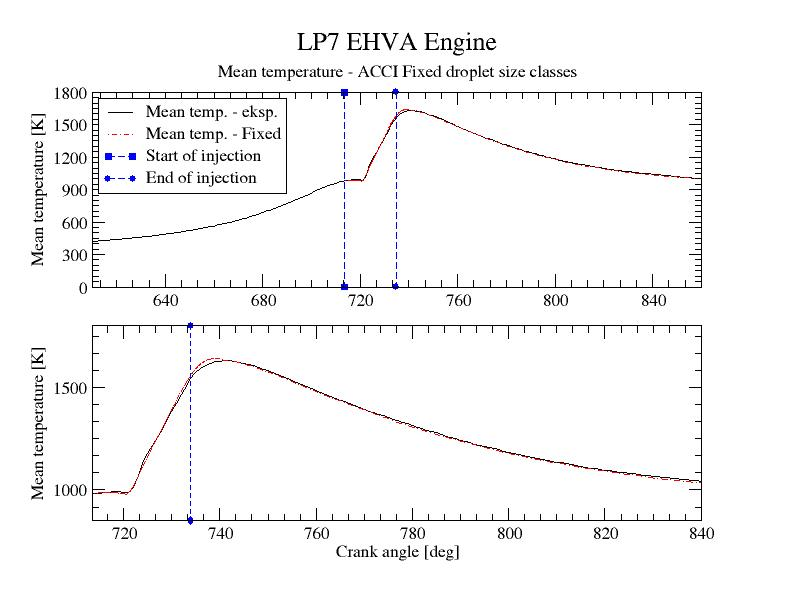 LP7 EHVA Engine
Mean temperature - ACCI Fixed droplet size classes
Mean temperature [K]
1800
1500
1200
900
600
300
0
Mean temp. - eksp.
Mean temp. - Fixed
Start of injection
End of injection
640 680 720 760 800 840
Mean temperature [K]
1500
1000
720 740 760 780 800 820 840
Crank angle [deg]